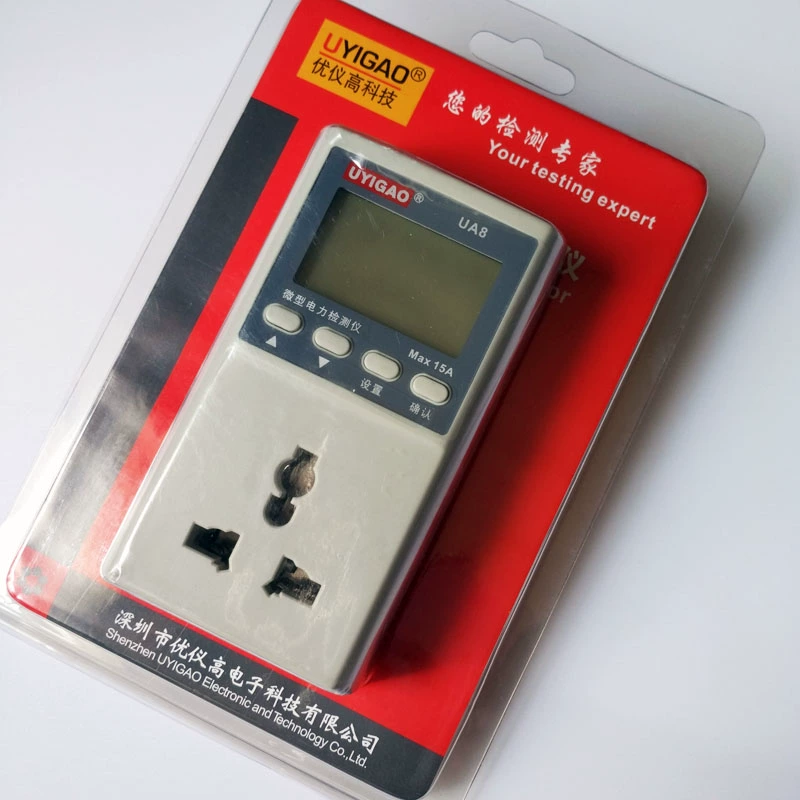 UYIGAO®
优仪高科技
您的检测专家
Your testing expert
仪
or
UYIGAO®
UA8
微型电力检测仪
Max 15A
▲
▼
设置
确认
深圳市优仪高电子科技有限公司
Shenzhen UYIGAO Electronic and Technology Co.,Ltd.